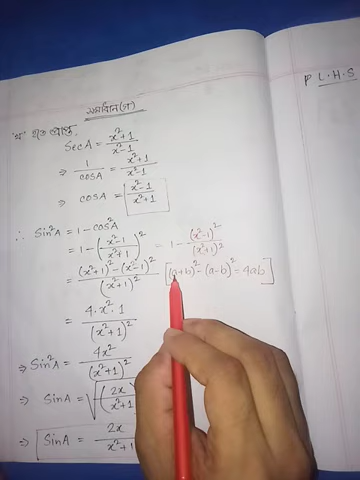 সমাধান (গ)
P L.H.S
'খ' হতে প্রাপ্ত,
SecA = x²+1 / x²-1
⇒ 1/cosA = x²+1 / x²-1
⇒ cosA = x²-1 / x²+1
∴ Sin²A = 1 - cos²A
= 1 - (x²-1 / x²+1)² = 1 - (x²-1)² / (x²+1)²
= (x²+1)² - (x²-1)² / (x²+1)² [(a+b)² - (a-b)² = 4ab]
= 4·x²·1 / (x²+1)²
⇒ Sin²A = 4x² / (x²+1)²
⇒ SinA = √(2x / x²+1
⇒ SinA = 2x / x²+1